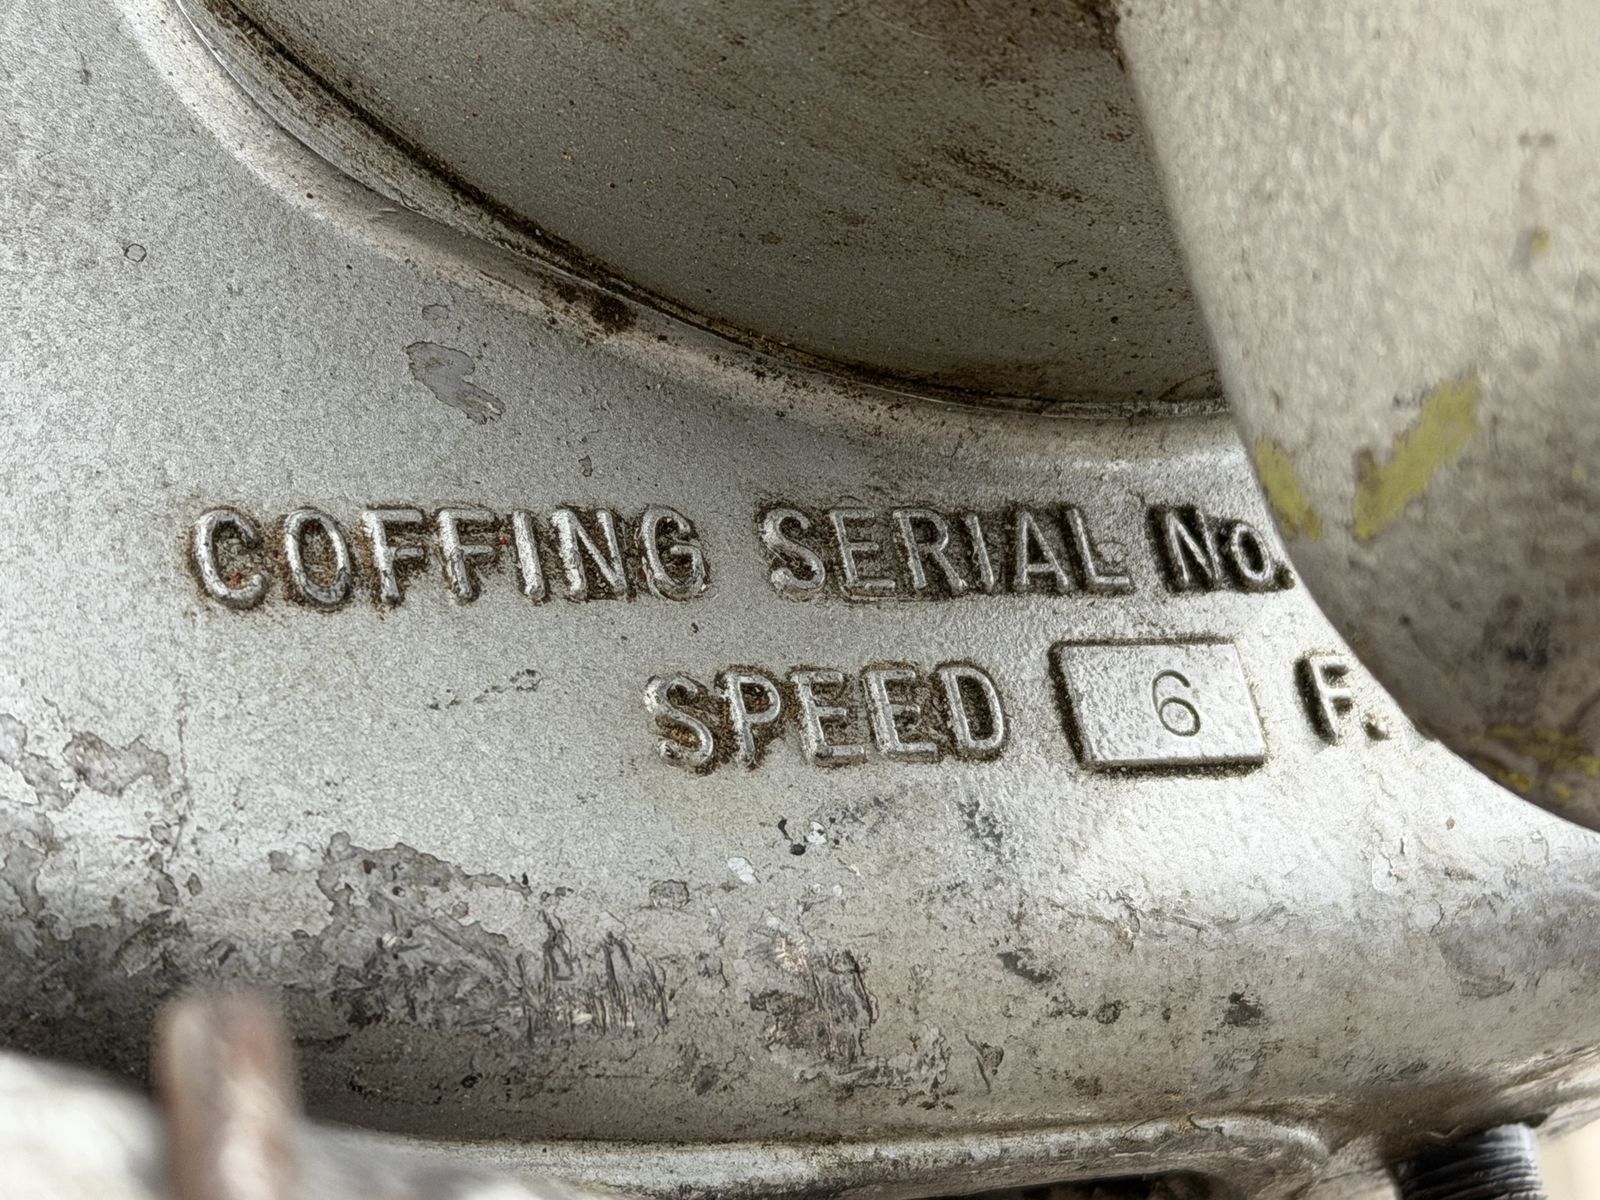 COFFING SERIAL No.
SPEED 6 F.